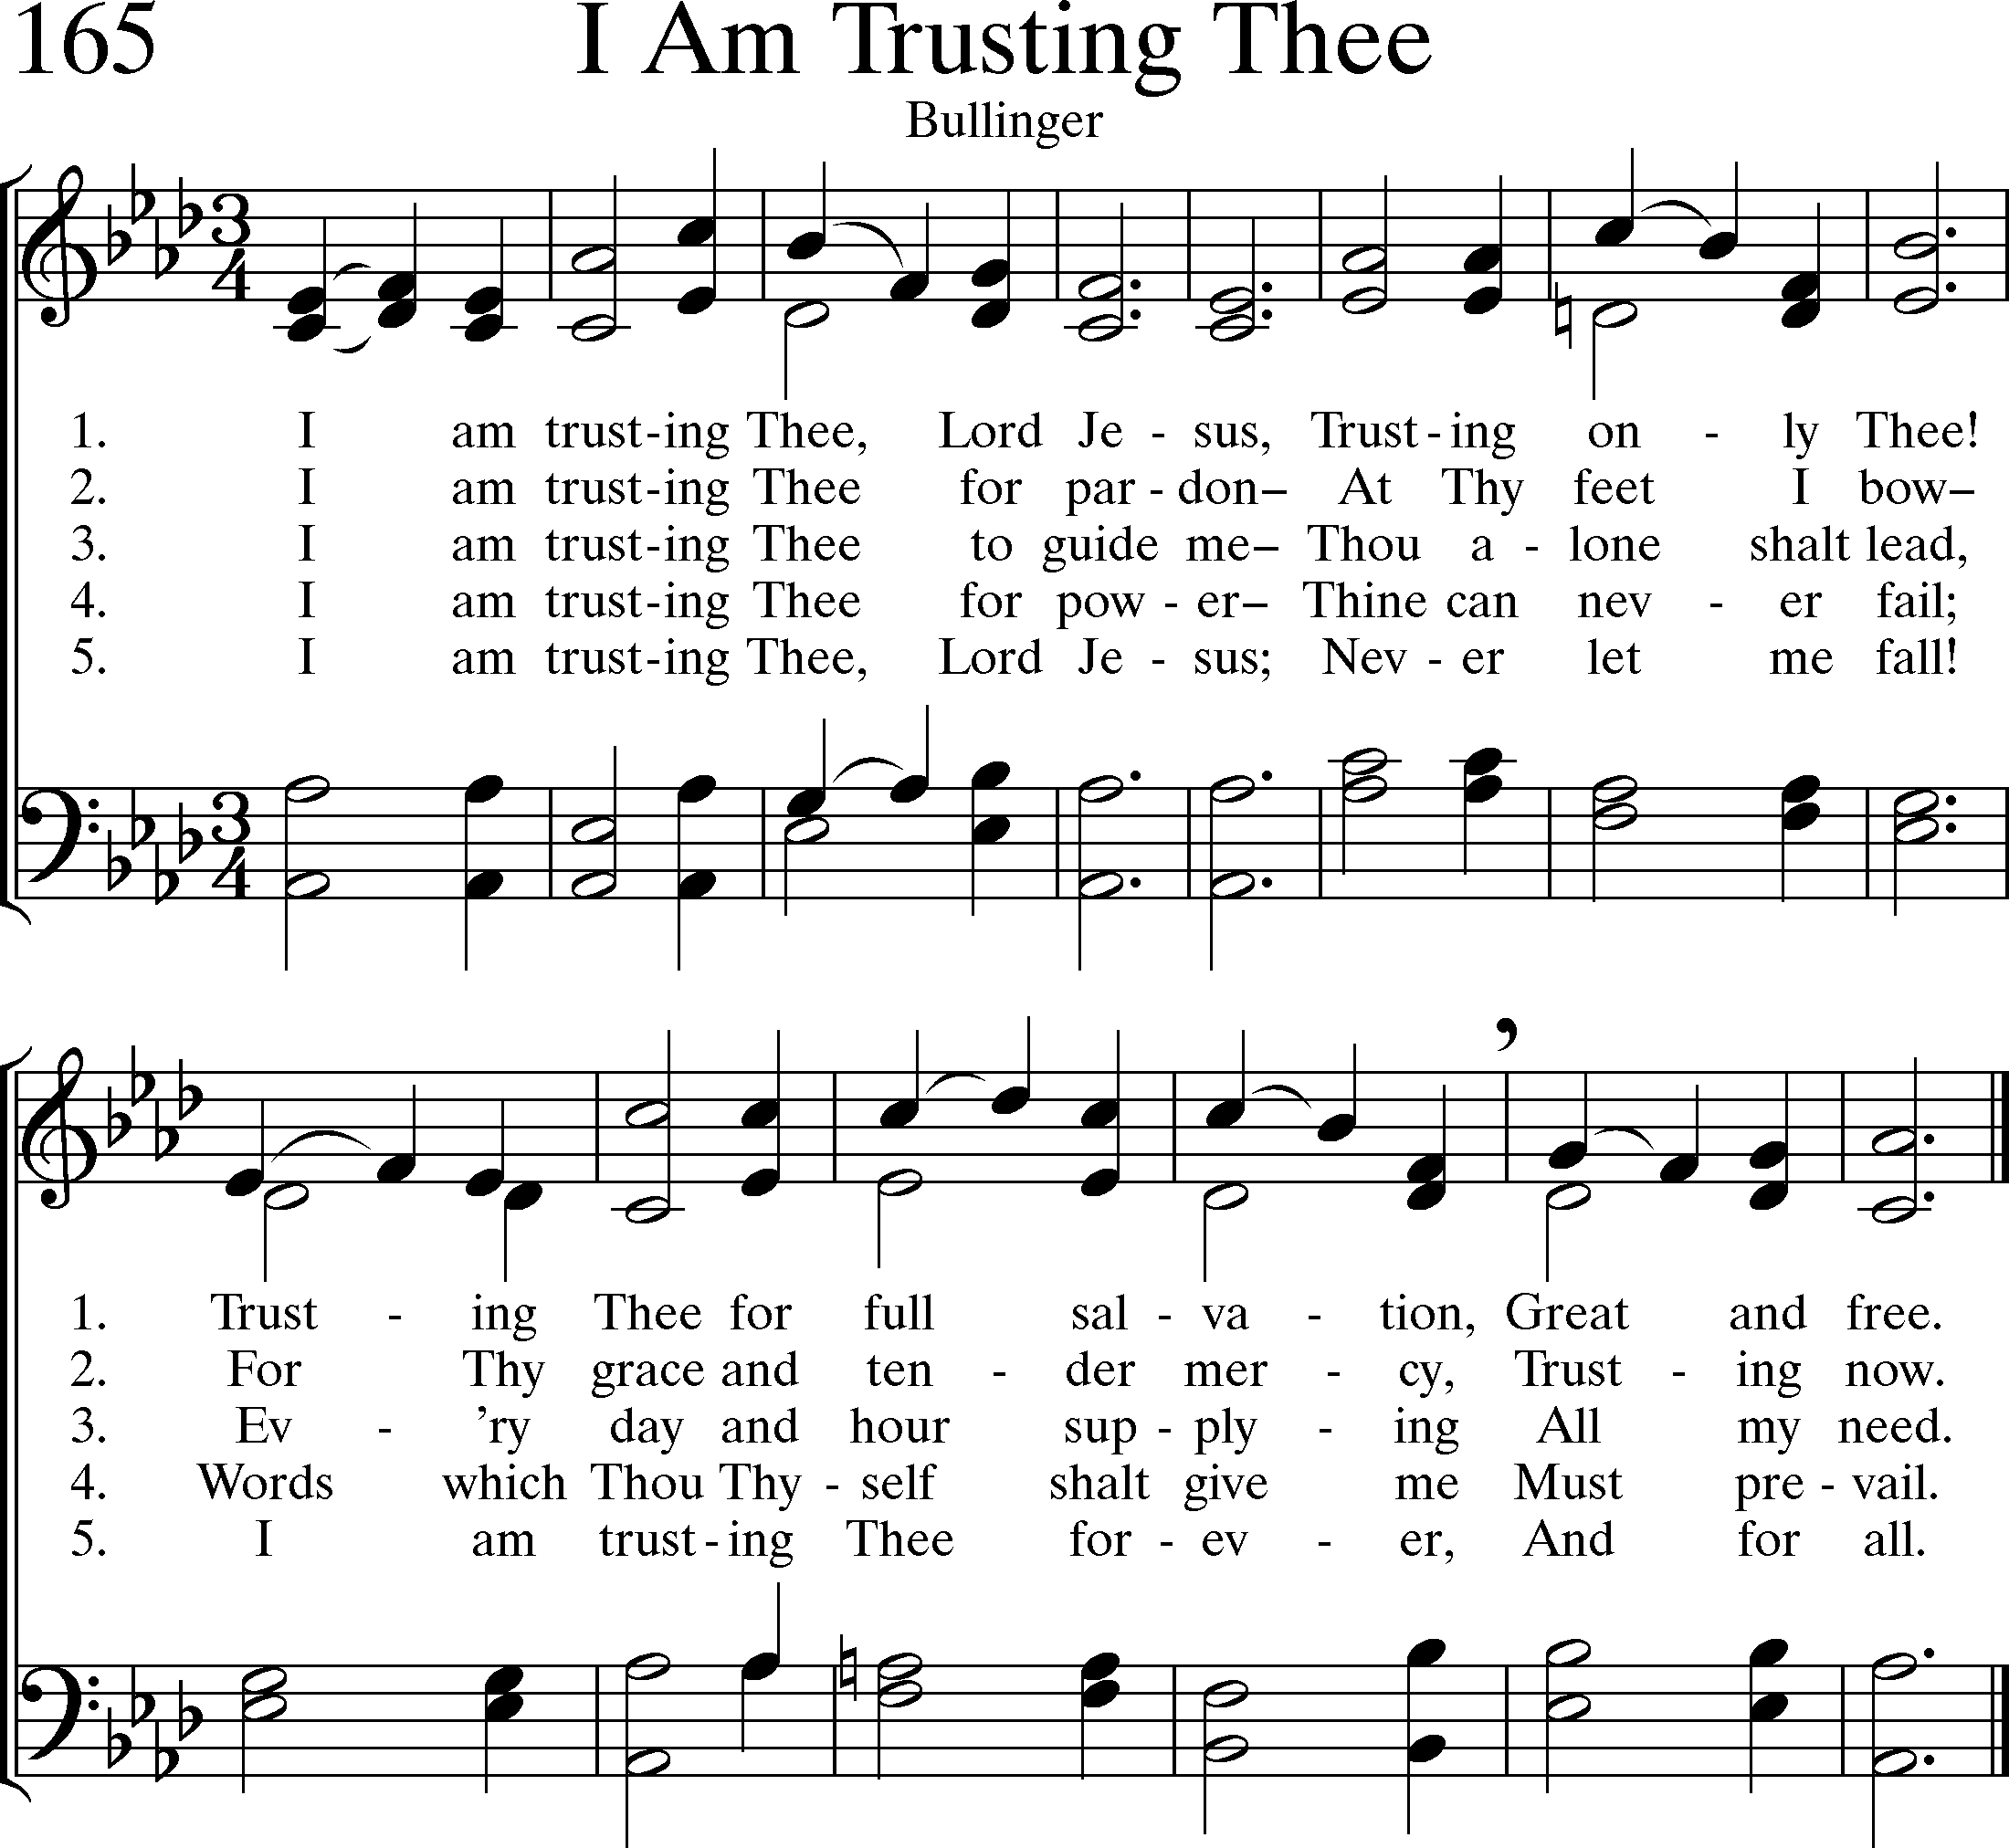 165 I Am Trusting Thee
Bullinger
3
4
1. I am trust-ing Thee, Lord Je - sus, Trust - ing on - ly Thee!
2. I am trust-ing Thee for par - don– At Thy feet I bow–
3. I am trust-ing Thee to guide me– Thou a - lone shalt lead,
4. I am trust-ing Thee for pow - er– Thine can nev - er fail;
5. I am trust-ing Thee, Lord Je - sus; Nev - er let me fall!
3
4
1. Trust - ing Thee for full sal - va - tion, Great and free.
2. For Thy grace and ten - der mer - cy, Trust - ing now.
3. Ev - 'ry day and hour sup - ply - ing All my need.
4. Words which Thou Thy - self shalt give me Must pre - vail.
5. I am trust - ing Thee for - ev - er, And for all.